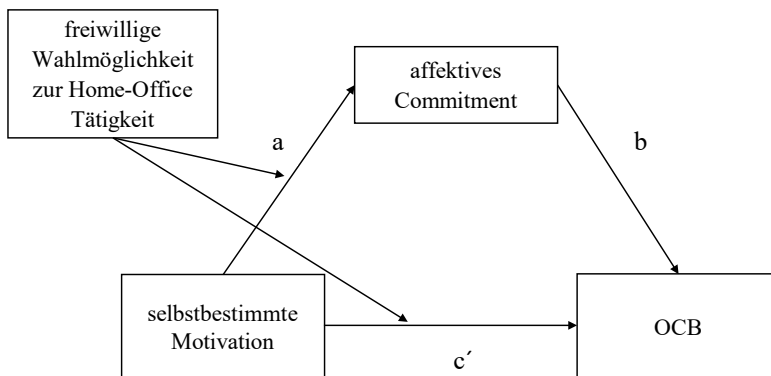 freiwillige
Wahlmöglichkeit
zur Home-Office
Tätigkeit
affektives
Commitment
a
b
selbstbestimmte
Motivation
OCB
c´